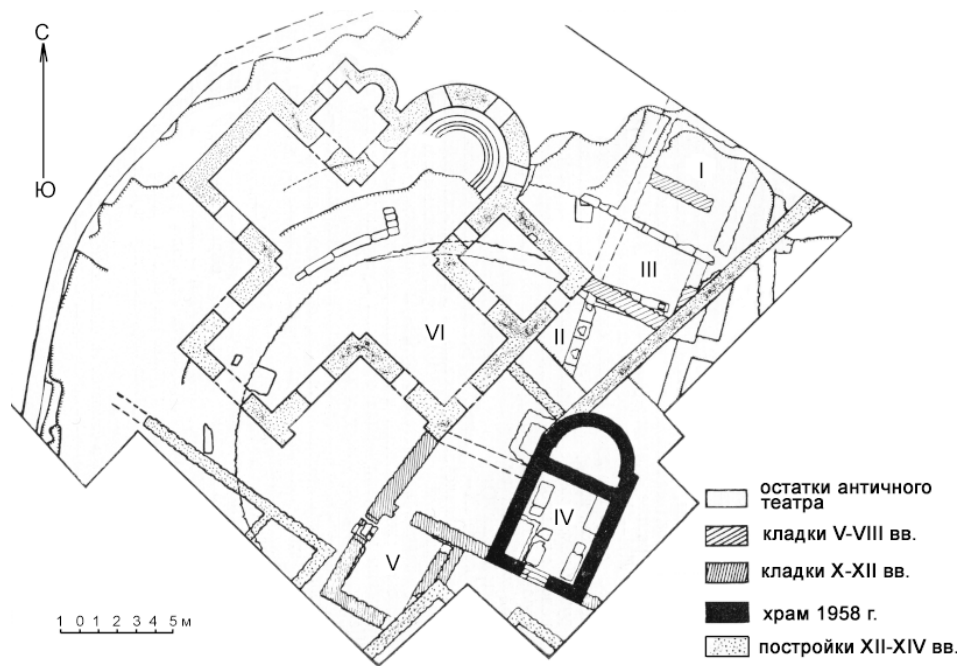 С
Ю
I
III
II
VI
IV
V
1 0 1 2 3 4 5 м
остатки античного
театра
кладки V-VIII вв.
кладки X-XII вв.
храм 1958 г.
постройки XII-XIV вв.